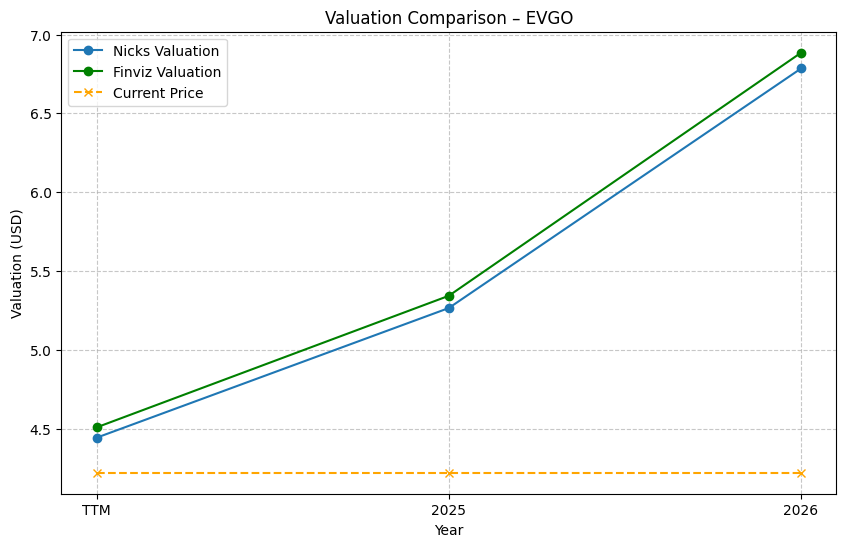 Valuation Comparison – EVGO
Nicks Valuation
Finviz Valuation
Current Price
Valuation (USD)
7.0
6.5
6.0
5.5
5.0
4.5
TTM
2025
2026
Year